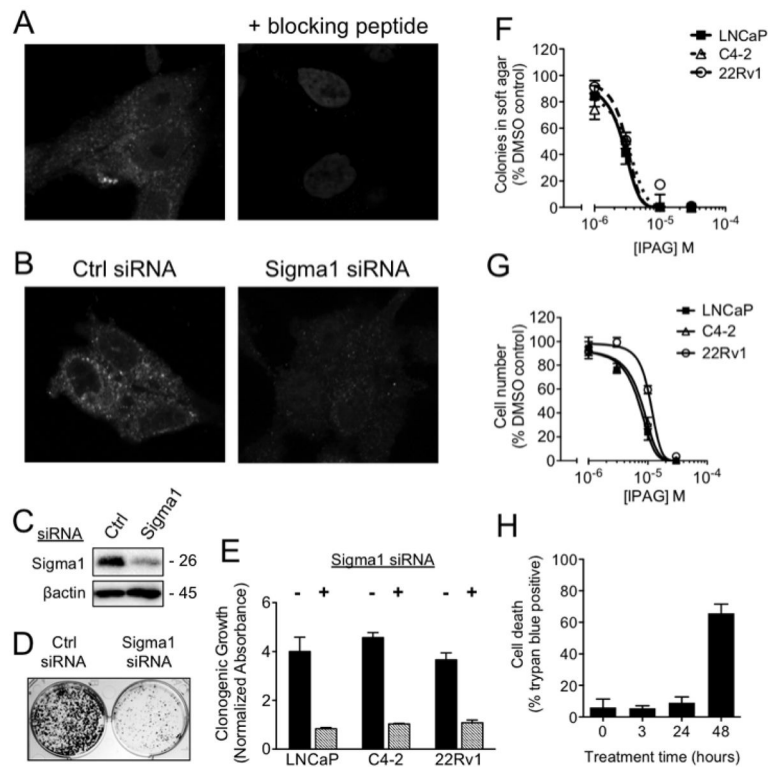 A
+ blocking peptide
B
Ctrl siRNA
Sigma1 siRNA
C
siRNA
Ctrl
Sigma1
Sigma1
- 26
βactin
- 45
D
Ctrl
siRNA
Sigma1
siRNA
E
Sigma1 siRNA
- + - + - +
Clonogenic Growth
(Normalized Absorbance)
6
4
2
0
LNCaP C4-2 22Rv1
F
LNCaP
C4-2
22Rv1
Colonies in soft agar
(% DMSO control)
120
100
80
60
40
20
0
10-6 10-5 10-4
[IPAG] M
G
LNCaP
C4-2
22Rv1
Cell number
(% DMSO control)
120
100
80
60
40
20
0
10-6 10-5 10-4
[IPAG] M
H
Cell death
(% trypan blue positive)
100
80
60
40
20
0
0 3 24 48
Treatment time (hours)